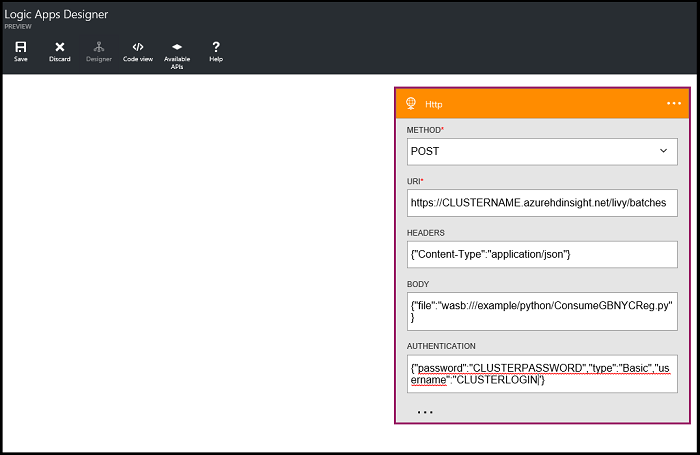 Logic Apps Designer
PREVIEW
Save
Discard
Designer
Code view
Available
APIs
Help
Http
METHOD*
POST
URI*
https://CLUSTERNAME.azurehdinsight.net/livy/batches
HEADERS
{"Content-Type":"application/json"}
BODY
{"file":"wasb:///example/python/ConsumeGBNYCReg.py"
}
AUTHENTICATION
{"password":"CLUSTERPASSWORD","type":"Basic","us
ername":"CLUSTERLOGIN"}